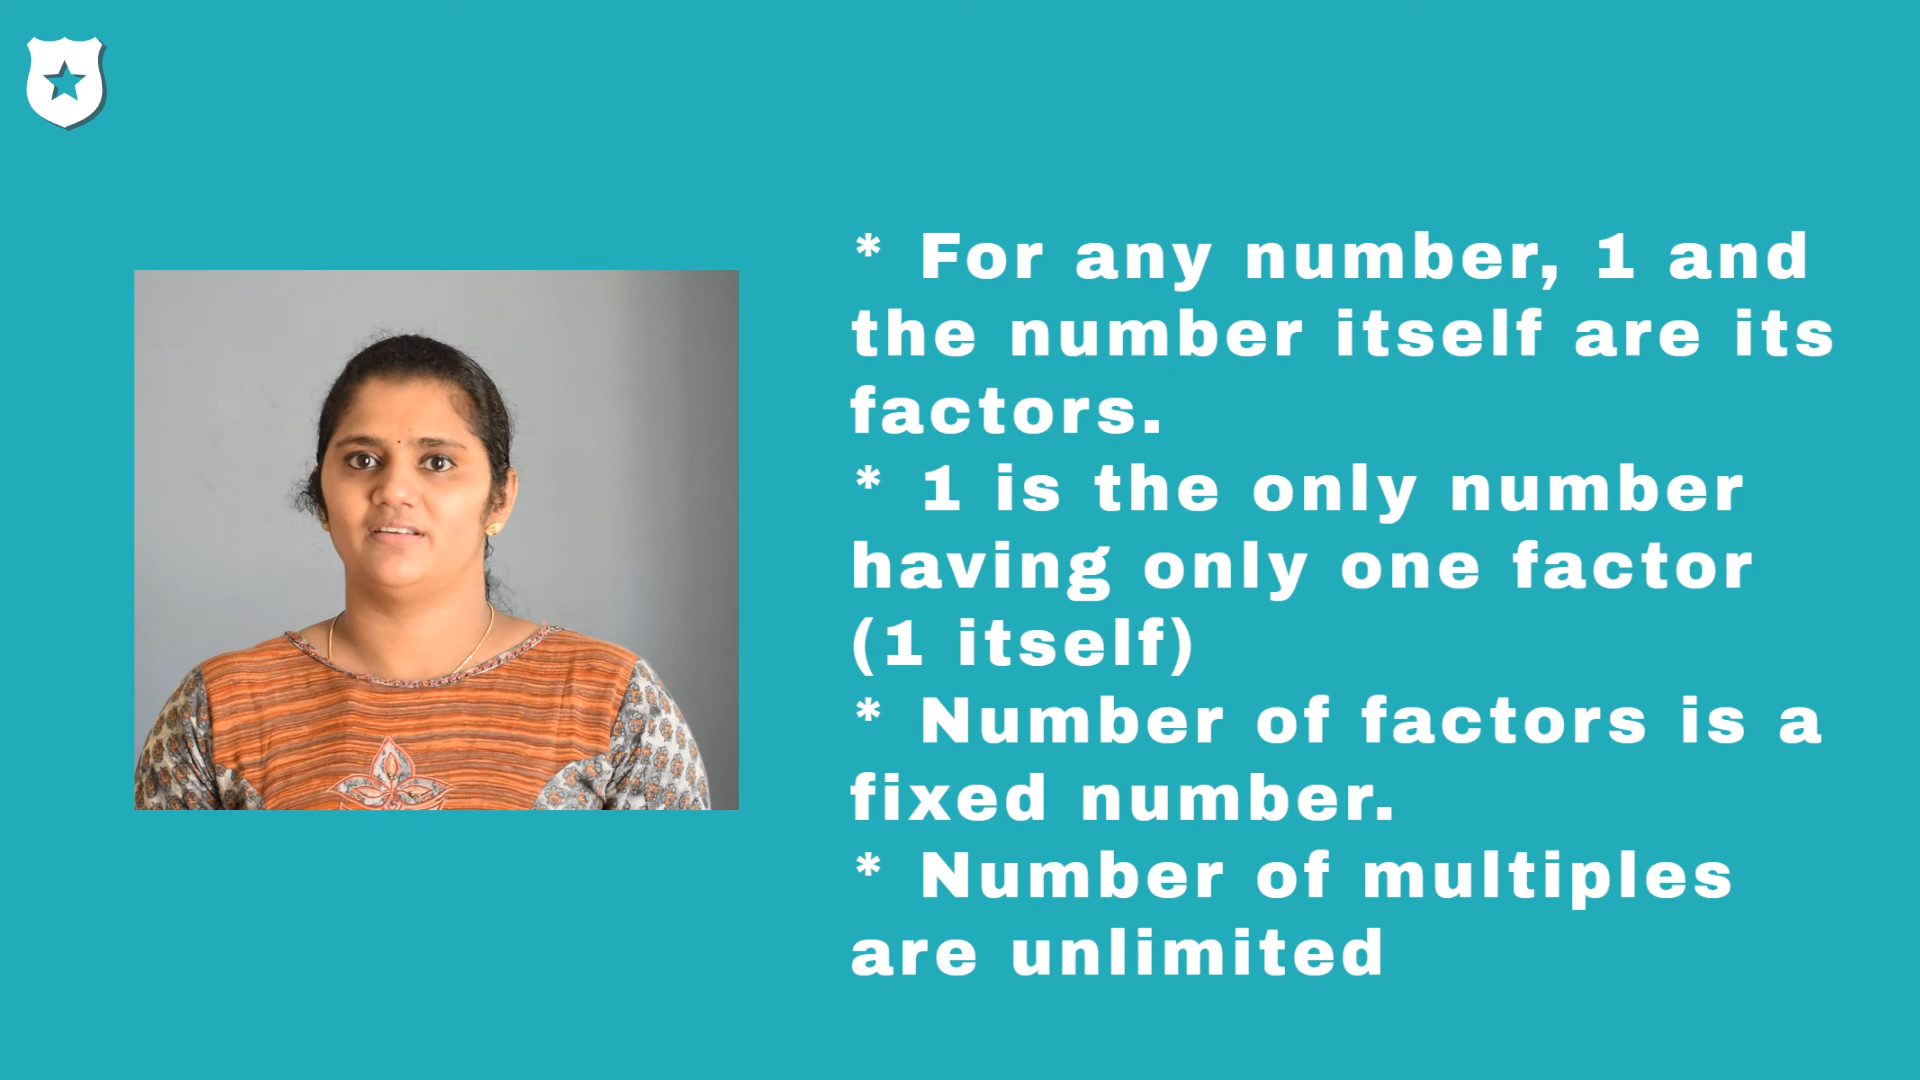 * For any number, 1 and
the number itself are its
factors.
* 1 is the only number
having only one factor
(1 itself)
* Number of factors is a
fixed number.
* Number of multiples
are unlimited